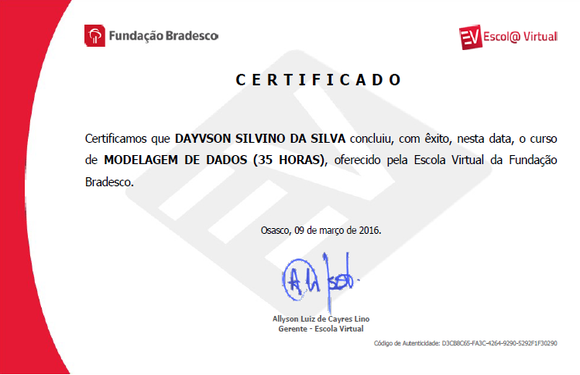 Fundação Bradesco
EV Escol@ Virtual
CERTIFICADO
Certificamos que DAYVSON SILVINO DA SILVA concluiu, com êxito, nesta data, o curso
de MODELAGEM DE DADOS (35 HORAS), oferecido pela Escola Virtual da Fundação
Bradesco.
Osasco, 09 de março de 2016.
Allyson Luiz de Cayres Lino
Gerente - Escola Virtual
Código de Autenticidade: D3CBBC65-FA3C-4264-9290-5292F1F30290